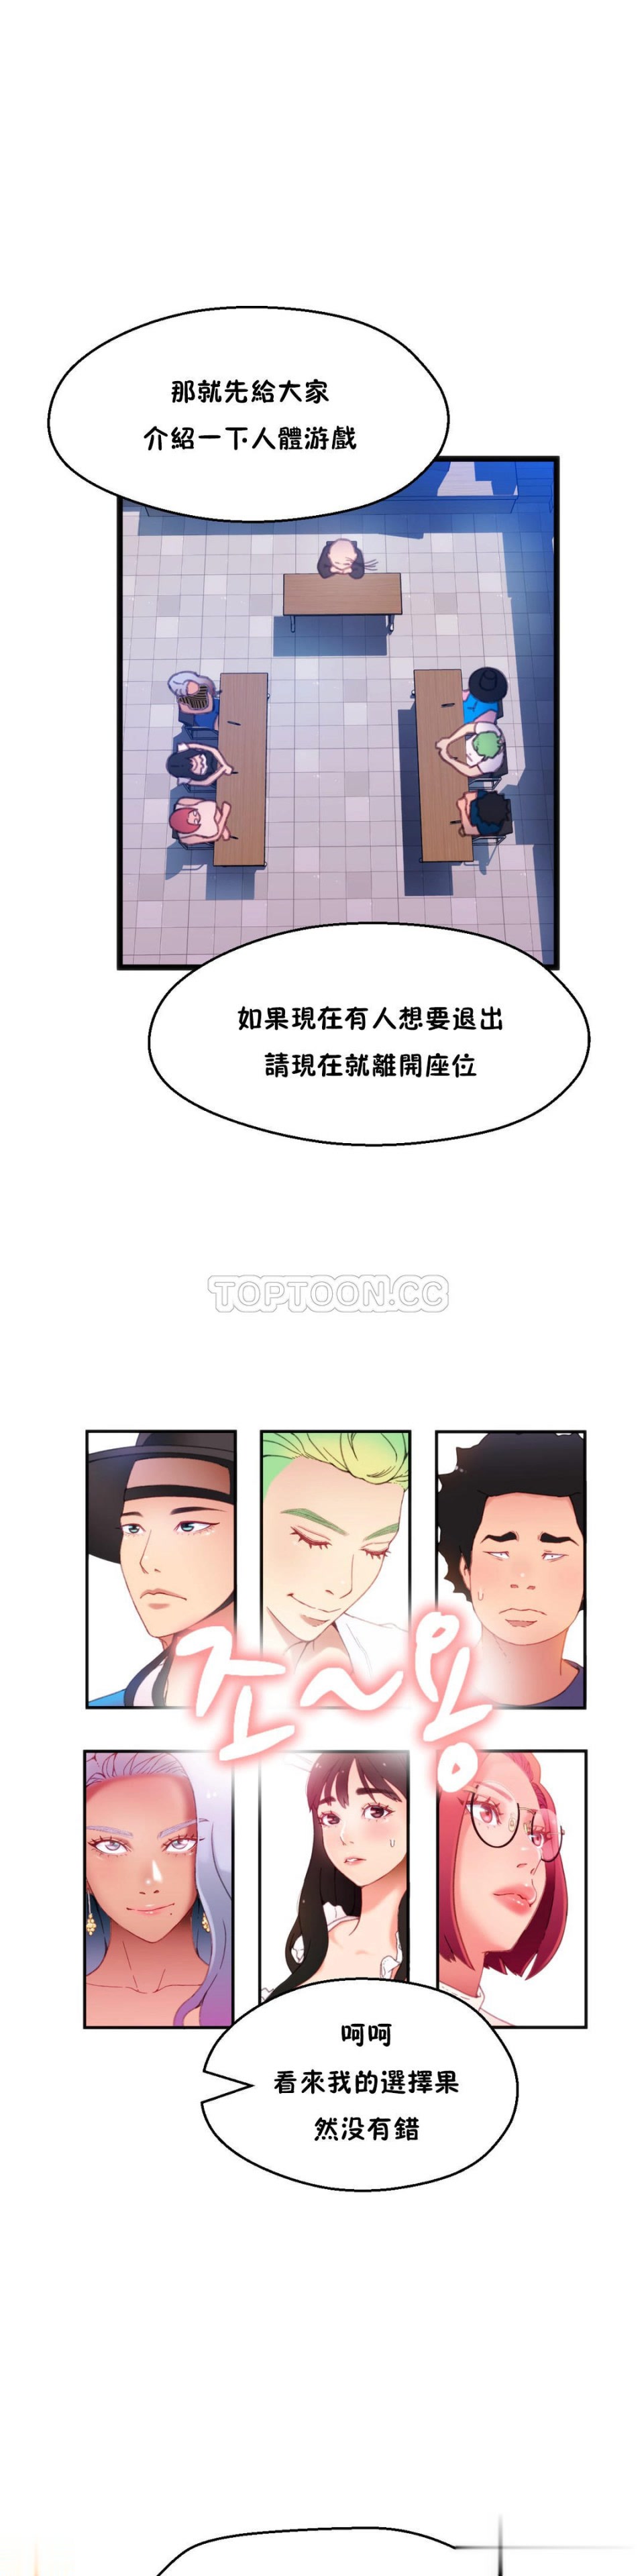 那就先給大家
介紹一下人體游戲
如果現在有人想要退出
請現在就離開座位
TOPTOON.CC
조~용
呵呵
看來我的選擇果
然没有錯